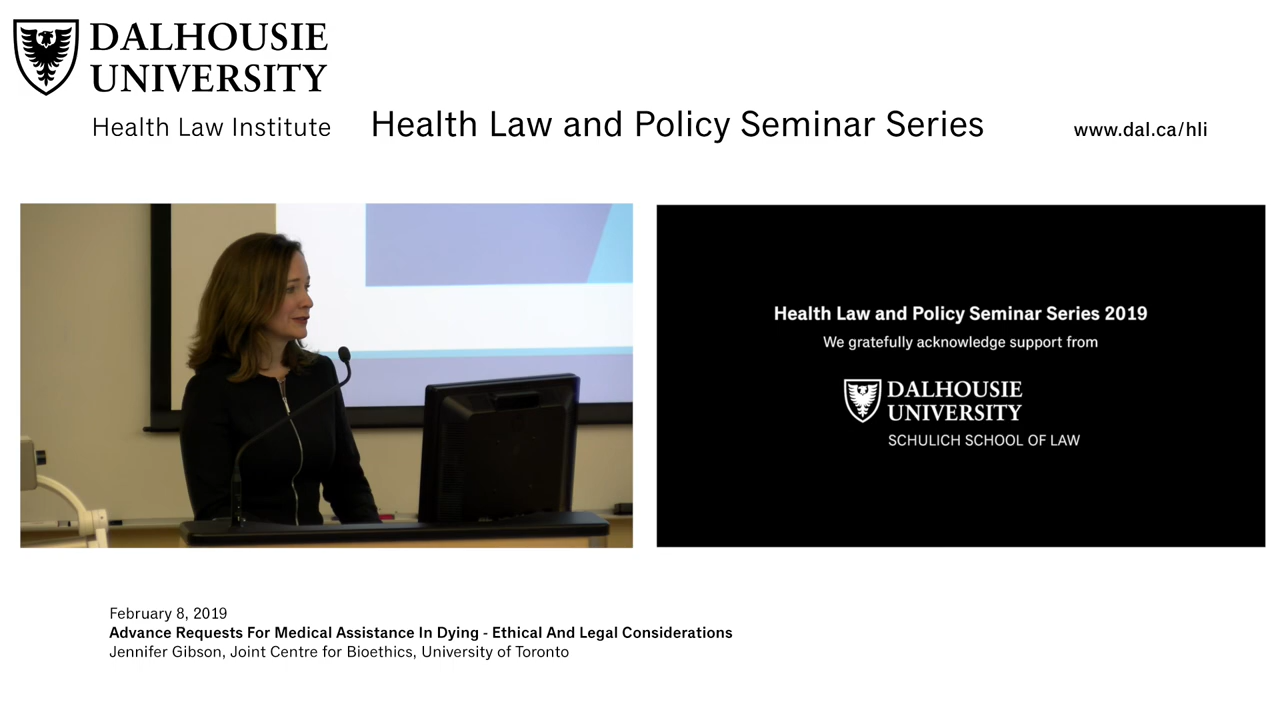 DALHOUSIE
UNIVERSITY
Health Law Institute
Health Law and Policy Seminar Series
www.dal.ca/hli
Health Law and Policy Seminar Series 2019
We gratefully acknowledge support from
DALHOUSIE
UNIVERSITY
SCHULICH SCHOOL OF LAW
February 8, 2019
Advance Requests For Medical Assistance In Dying - Ethical And Legal Considerations
Jennifer Gibson, Joint Centre for Bioethics, University of Toronto